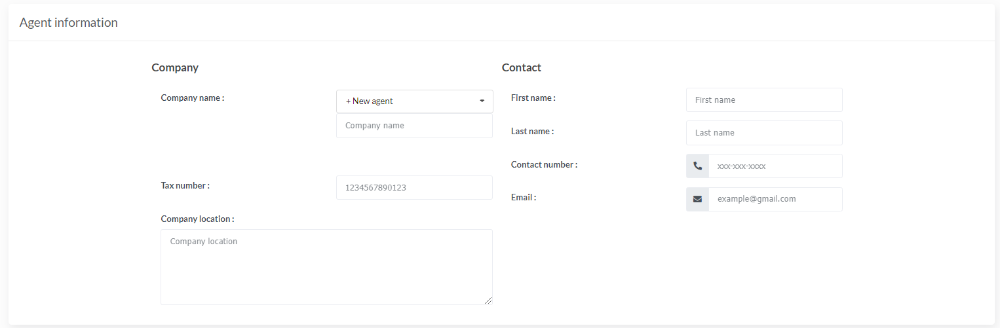 Agent information
Company
Company name :
+ New agent
Company name
Tax number :
1234567890123
Company location :
Company location
Contact
First name :
First name
Last name :
Last name
Contact number :
xxx-xxx-xxxx
Email :
example@gmail.com